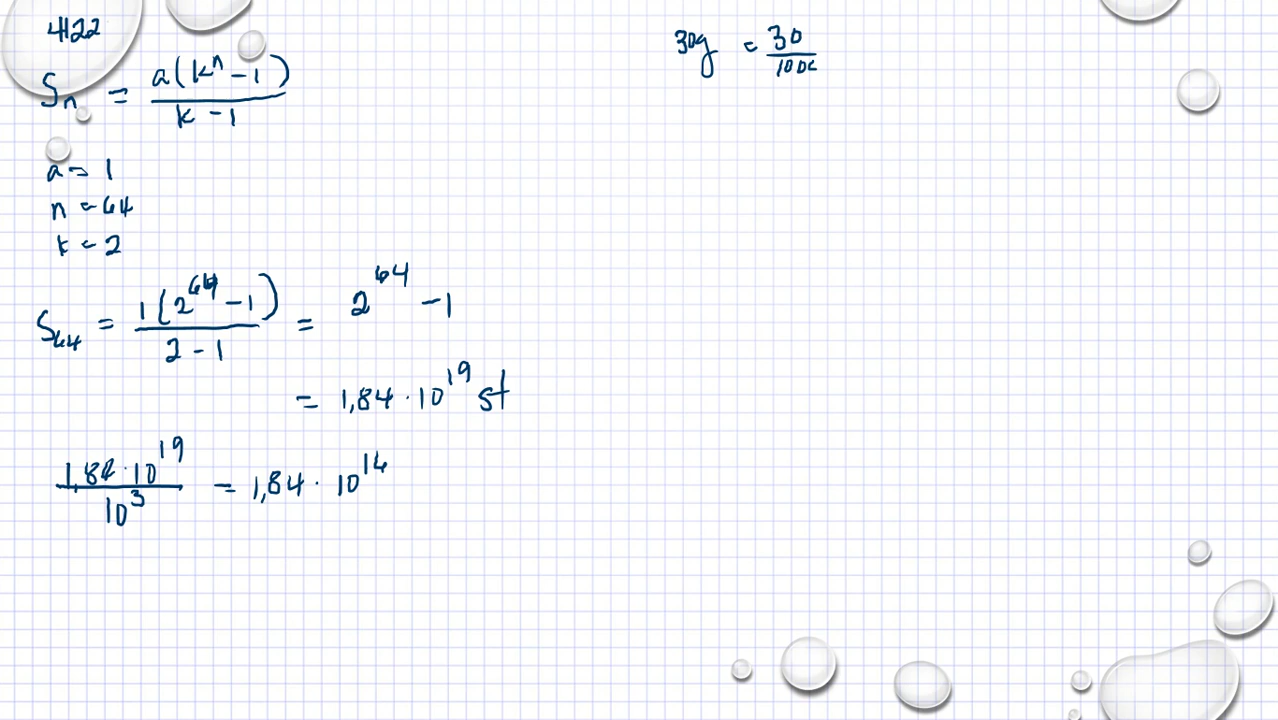 4122
Sn = a(k^n - 1) / k - 1
a = 1
n = 64
k = 2
S64 = 1(2^64 - 1) / 2 - 1 = 2^64 - 1
= 1,84 · 10^19 st
1,84 · 10^19 / 10^3 = 1,84 · 10^16
30g = 30 / 1000